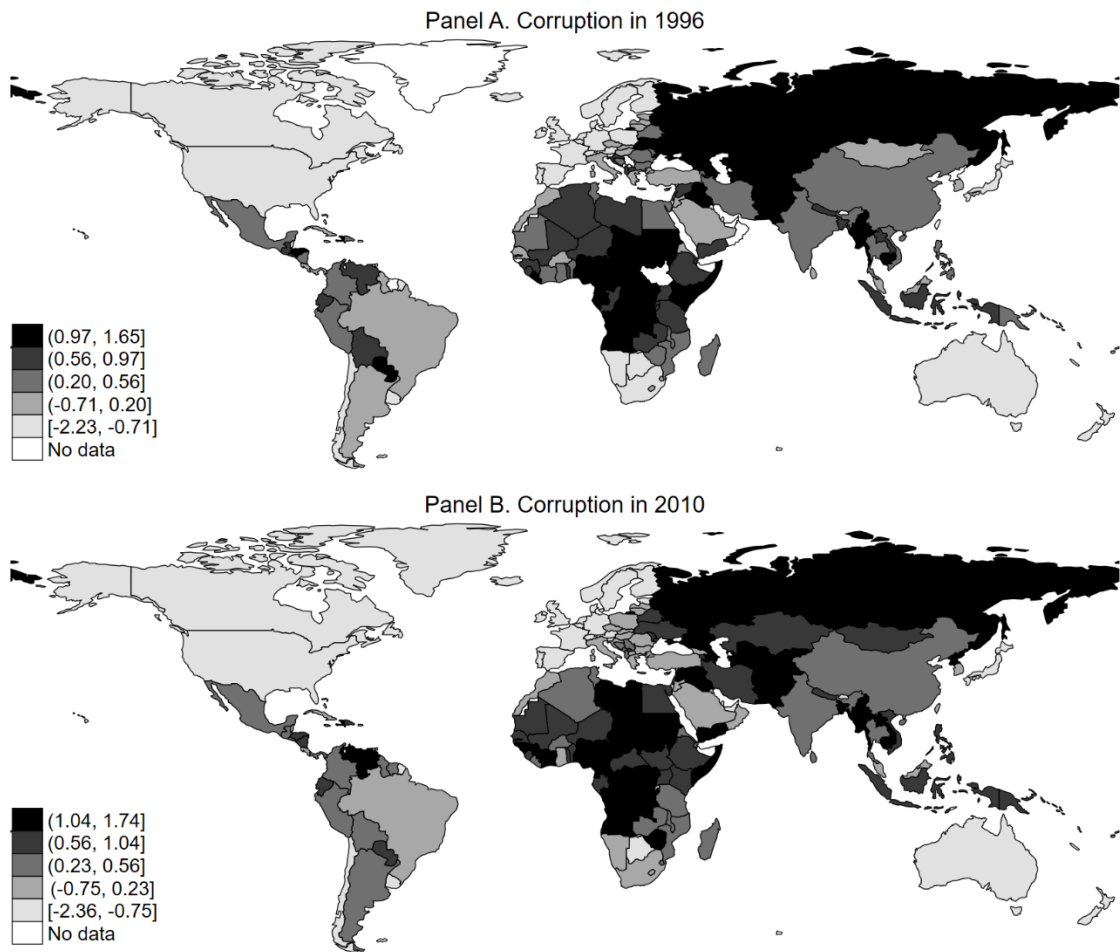 Panel A. Corruption in 1996
(0.97, 1.65]
(0.56, 0.97]
(0.20, 0.56]
(-0.71, 0.20]
[-2.23, -0.71]
No data
Panel B. Corruption in 2010
(1.04, 1.74]
(0.56, 1.04]
(0.23, 0.56]
(-0.75, 0.23]
[-2.36, -0.75]
No data